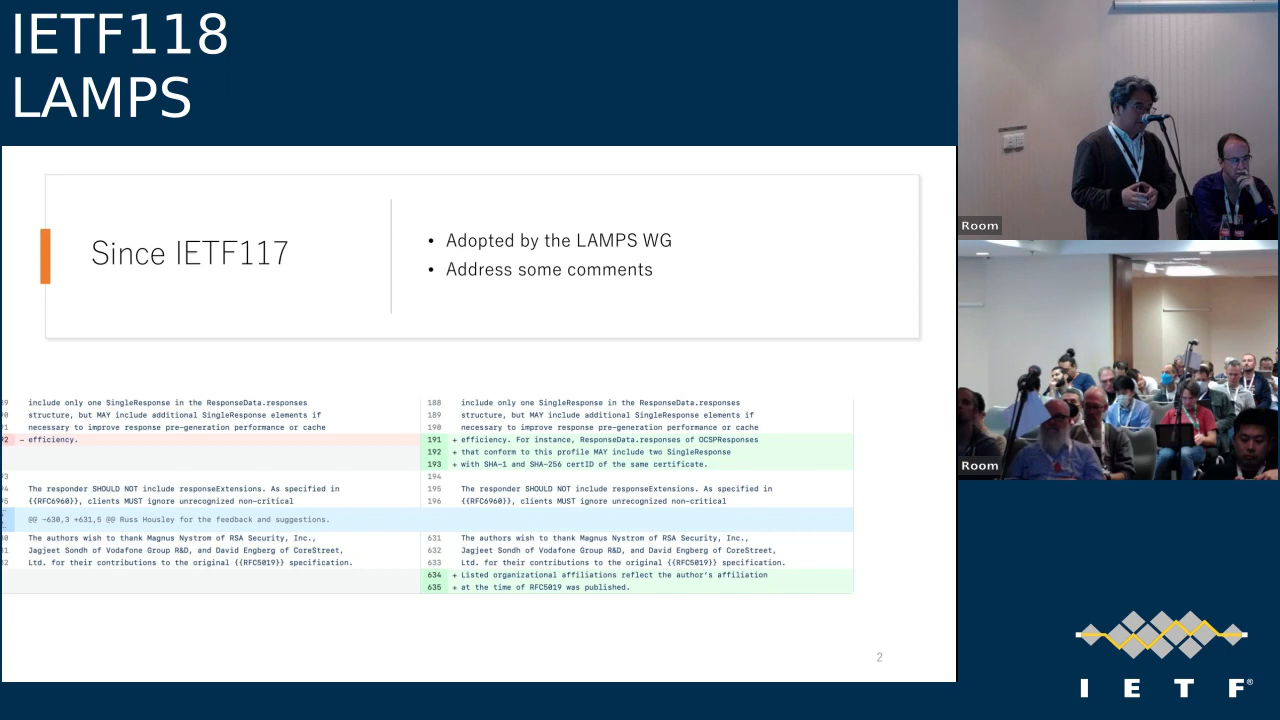 IETF118
LAMPS
Since IETF117
• Adopted by the LAMPS WG
• Address some comments
89 include only one SingleResponse in the ResponseData.responses
90 structure, but MAY include additional SingleResponse elements if
91 necessary to improve response pre-generation performance or cache
92 - efficiency.
93
94 The responder SHOULD NOT include responseExtensions. As specified in
95 {{RFC6960}}, clients MUST ignore unrecognized non-critical
@@ -630,3 +631,5 @@ Russ Housley for the feedback and suggestions.
30 The authors wish to thank Magnus Nystrom of RSA Security, Inc.,
31 Jagjeet Sondh of Vodafone Group R&D, and David Engberg of CoreStreet,
32 Ltd. for their contributions to the original {{RFC5019}} specification.
188 include only one SingleResponse in the ResponseData.responses
189 structure, but MAY include additional SingleResponse elements if
190 necessary to improve response pre-generation performance or cache
191 + efficiency. For instance, ResponseData.responses of OCSPResponses
192 + that conform to this profile MAY include two SingleResponse
193 + with SHA-1 and SHA-256 certID of the same certificate.
194
195 The responder SHOULD NOT include responseExtensions. As specified in
196 {{RFC6960}}, clients MUST ignore unrecognized non-critical
631 The authors wish to thank Magnus Nystrom of RSA Security, Inc.,
632 Jagjeet Sondh of Vodafone Group R&D, and David Engberg of CoreStreet,
633 Ltd. for their contributions to the original {{RFC5019}} specification.
634 + Listed organizational affiliations reflect the author's affiliation
635 + at the time of RFC5019 was published.
2
Room
Room
I E T F®